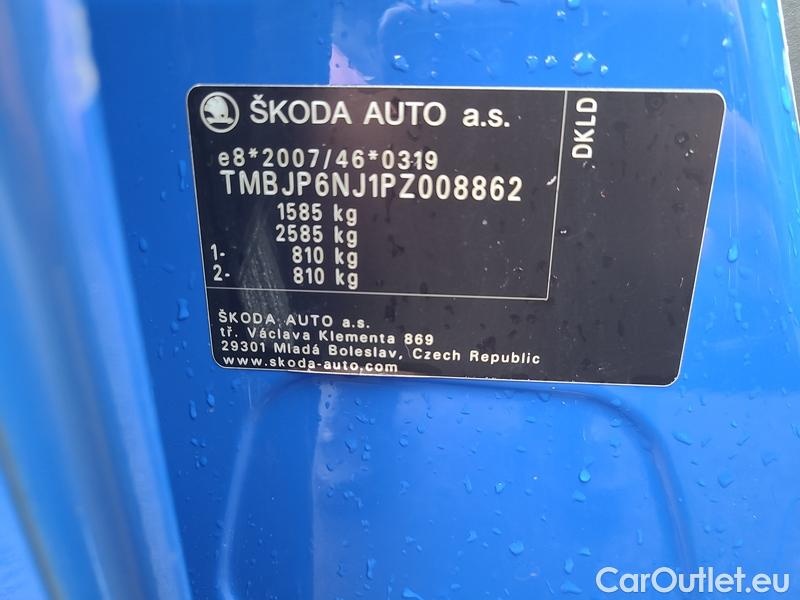 ŠKODA AUTO a.s.
DKLD
e8*2007/46*0319
TMBJP6NJ1PZ008862
1585 kg
2585 kg
1- 810 kg
2- 810 kg
ŠKODA AUTO a.s.
tř. Václava Klementa 869
29301 Mladá Boleslav, Czech Republic
www.skoda-auto.com
CarOutlet.eu